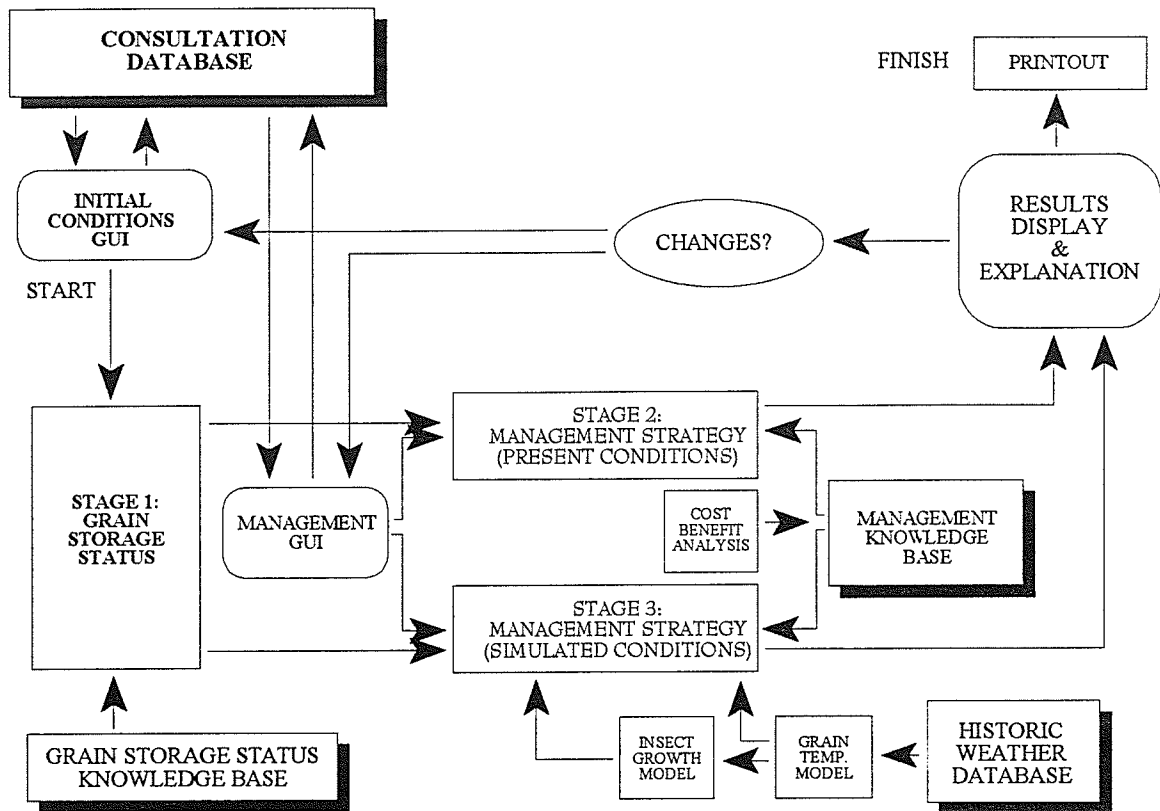 CONSULTATION
DATABASE
FINISH
PRINTOUT
INITIAL
CONDITIONS
GUI
CHANGES?
RESULTS
DISPLAY
&
EXPLANATION
START
STAGE 1:
GRAIN
STORAGE
STATUS
MANAGEMENT
GUI
STAGE 2:
MANAGEMENT STRATEGY
(PRESENT CONDITIONS)
COST
BENEFIT
ANALYSIS
MANAGEMENT
KNOWLEDGE
BASE
STAGE 3:
MANAGEMENT STRATEGY
(SIMULATED CONDITIONS)
GRAIN STORAGE STATUS
KNOWLEDGE BASE
INSECT
GROWTH
MODEL
GRAIN
TEMP.
MODEL
HISTORIC
WEATHER
DATABASE